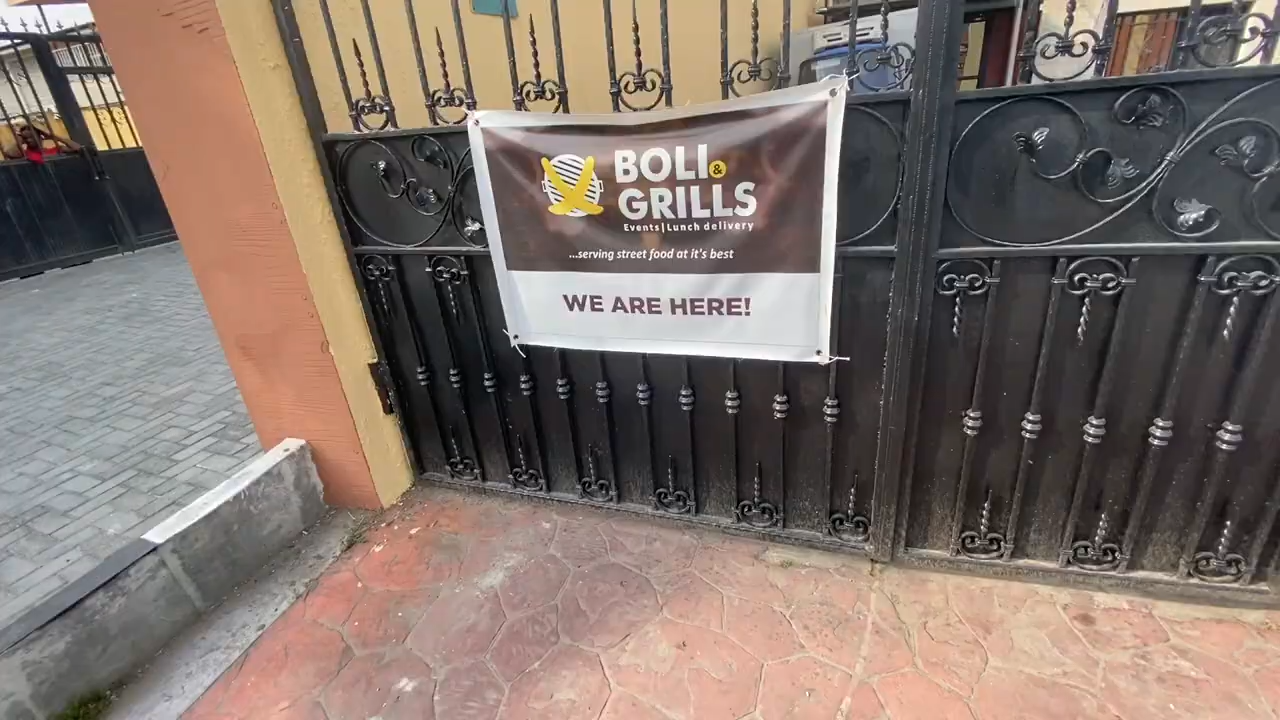 BOLI &
GRILLS
Events|Lunch delivery
...serving street food at it's best
WE ARE HERE!